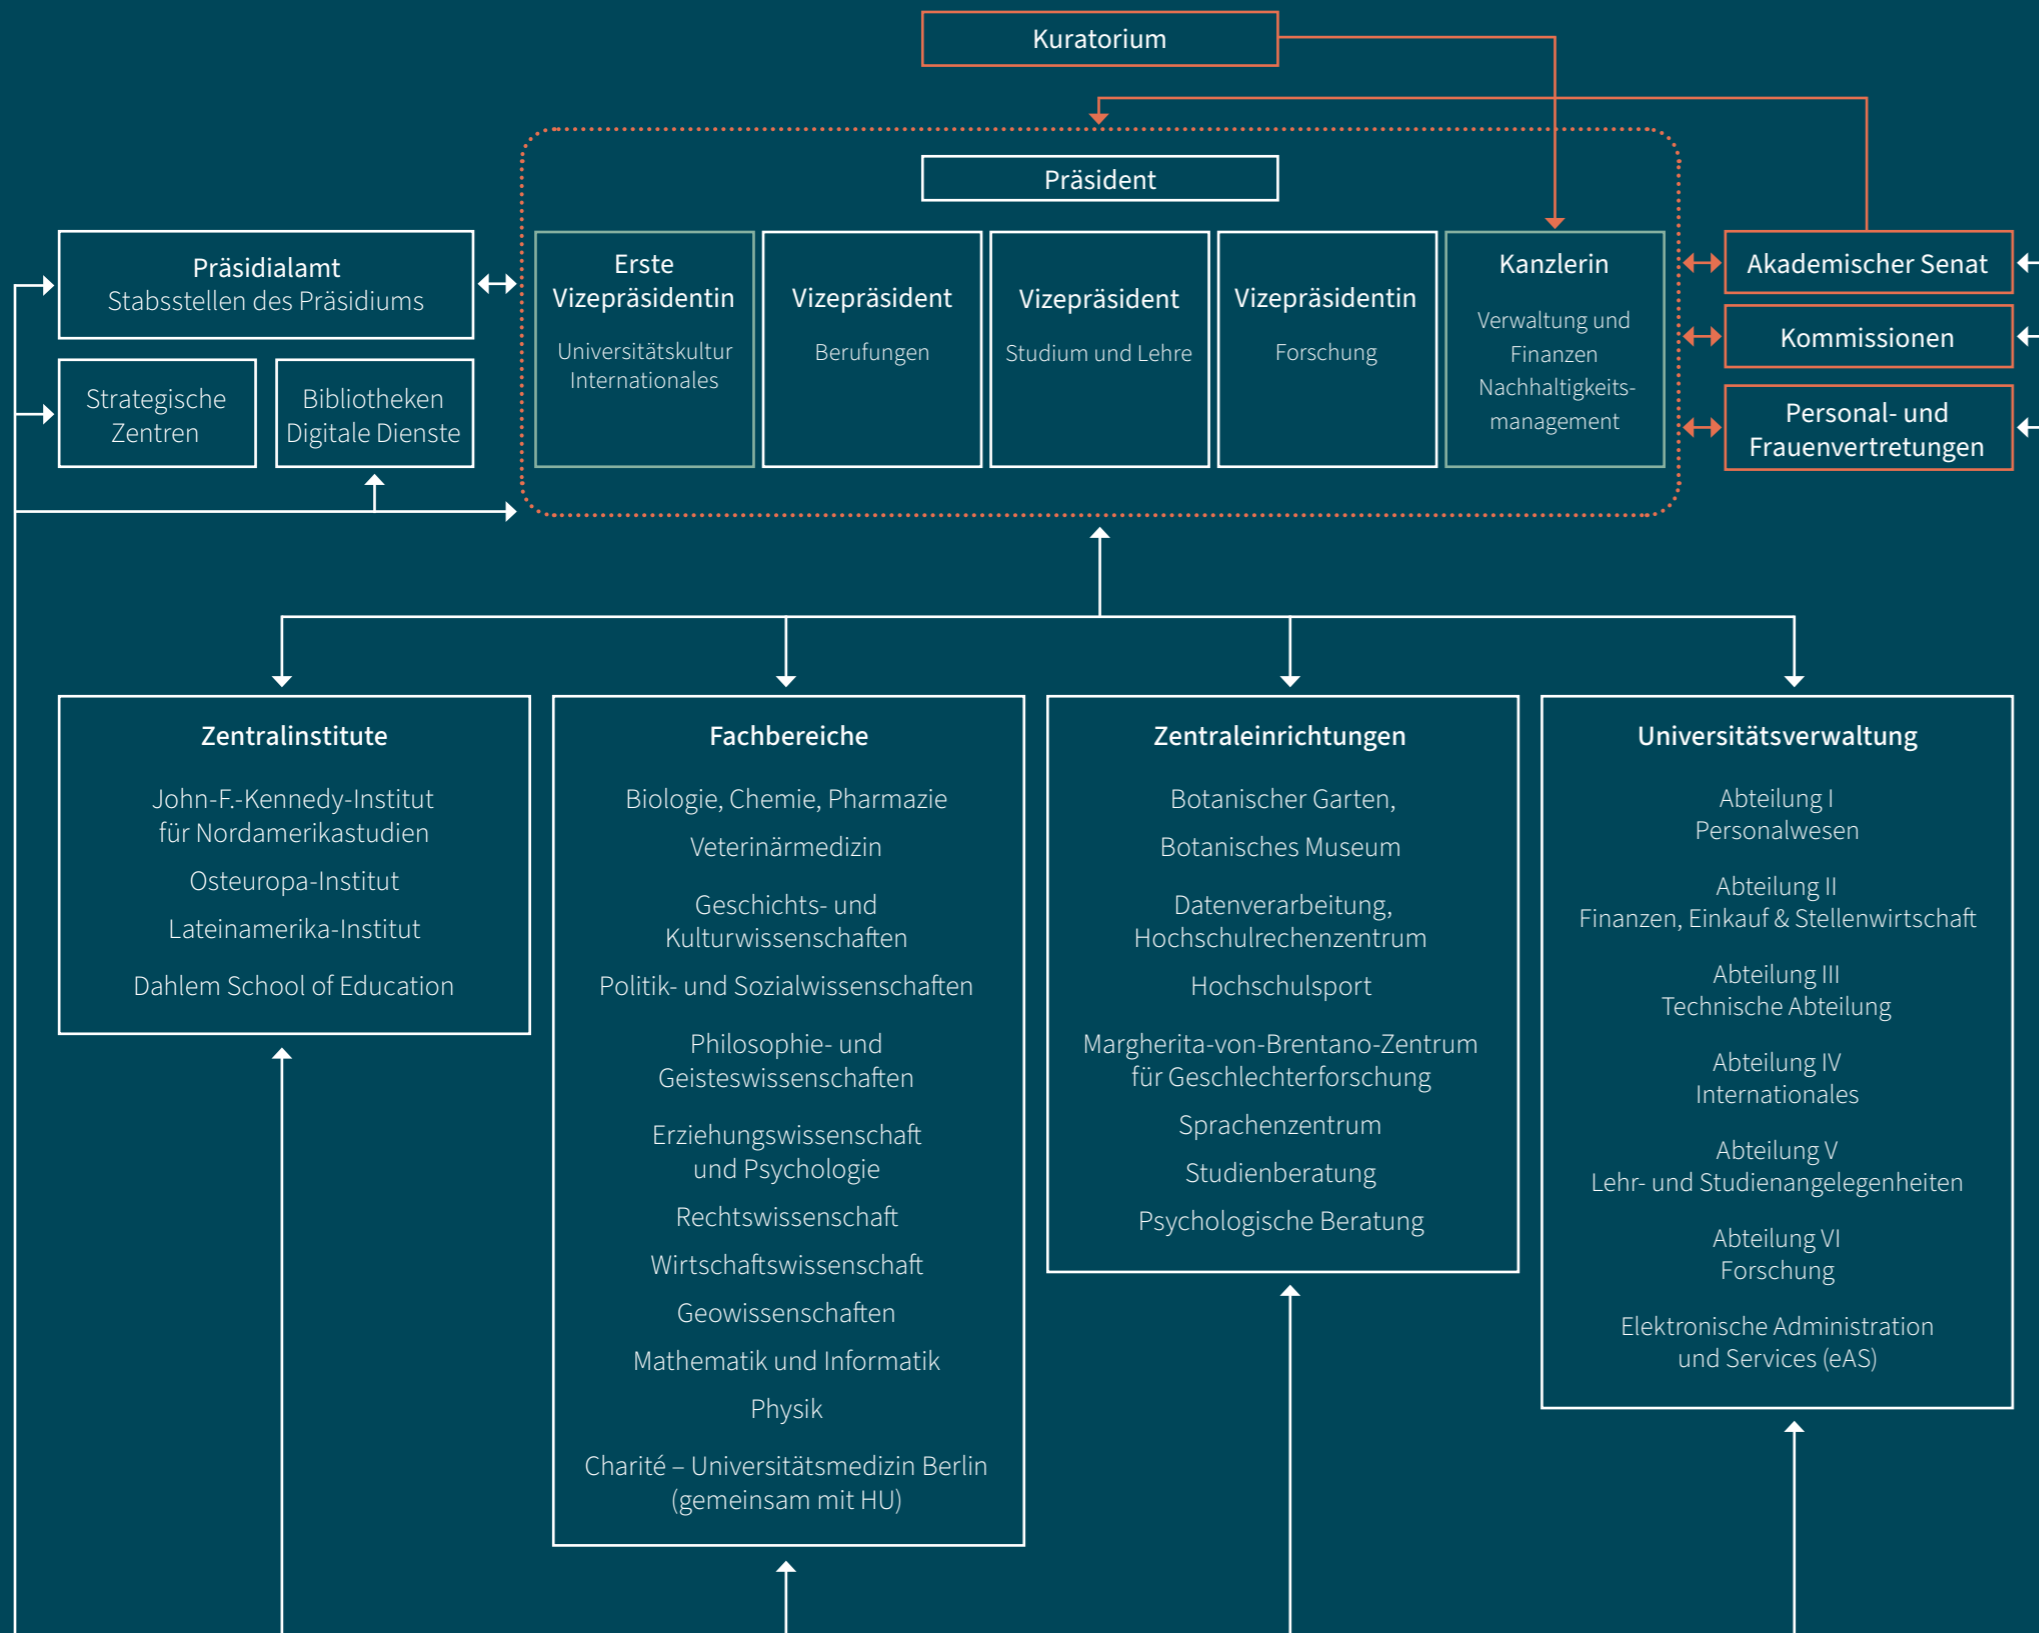 Kuratorium
Präsident
Präsidialamt
Stabsstellen des Präsidiums
Strategische
Zentren
Bibliotheken
Digitale Dienste
Erste
Vizepräsidentin
Universitätskultur
Internationales
Vizepräsident
Berufungen
Vizepräsident
Studium und Lehre
Vizepräsidentin
Forschung
Kanzlerin
Verwaltung und
Finanzen
Nachhaltigkeits-
management
Akademischer Senat
Kommissionen
Personal- und
Frauenvertretungen
Zentralinstitute
John-F.-Kennedy-Institut
für Nordamerikastudien
Osteuropa-Institut
Lateinamerika-Institut
Dahlem School of Education
Fachbereiche
Biologie, Chemie, Pharmazie
Veterinärmedizin
Geschichts- und
Kulturwissenschaften
Politik- und Sozialwissenschaften
Philosophie- und
Geisteswissenschaften
Erziehungswissenschaft
und Psychologie
Rechtswissenschaft
Wirtschaftswissenschaft
Geowissenschaften
Mathematik und Informatik
Physik
Charité – Universitätsmedizin Berlin
(gemeinsam mit HU)
Zentraleinrichtungen
Botanischer Garten,
Botanisches Museum
Datenverarbeitung,
Hochschulrechenzentrum
Hochschulsport
Margherita-von-Brentano-Zentrum
für Geschlechterforschung
Sprachenzentrum
Studienberatung
Psychologische Beratung
Universitätsverwaltung
Abteilung I
Personalwesen
Abteilung II
Finanzen, Einkauf & Stellenwirtschaft
Abteilung III
Technische Abteilung
Abteilung IV
Internationales
Abteilung V
Lehr- und Studienangelegenheiten
Abteilung VI
Forschung
Elektronische Administration
und Services (eAS)